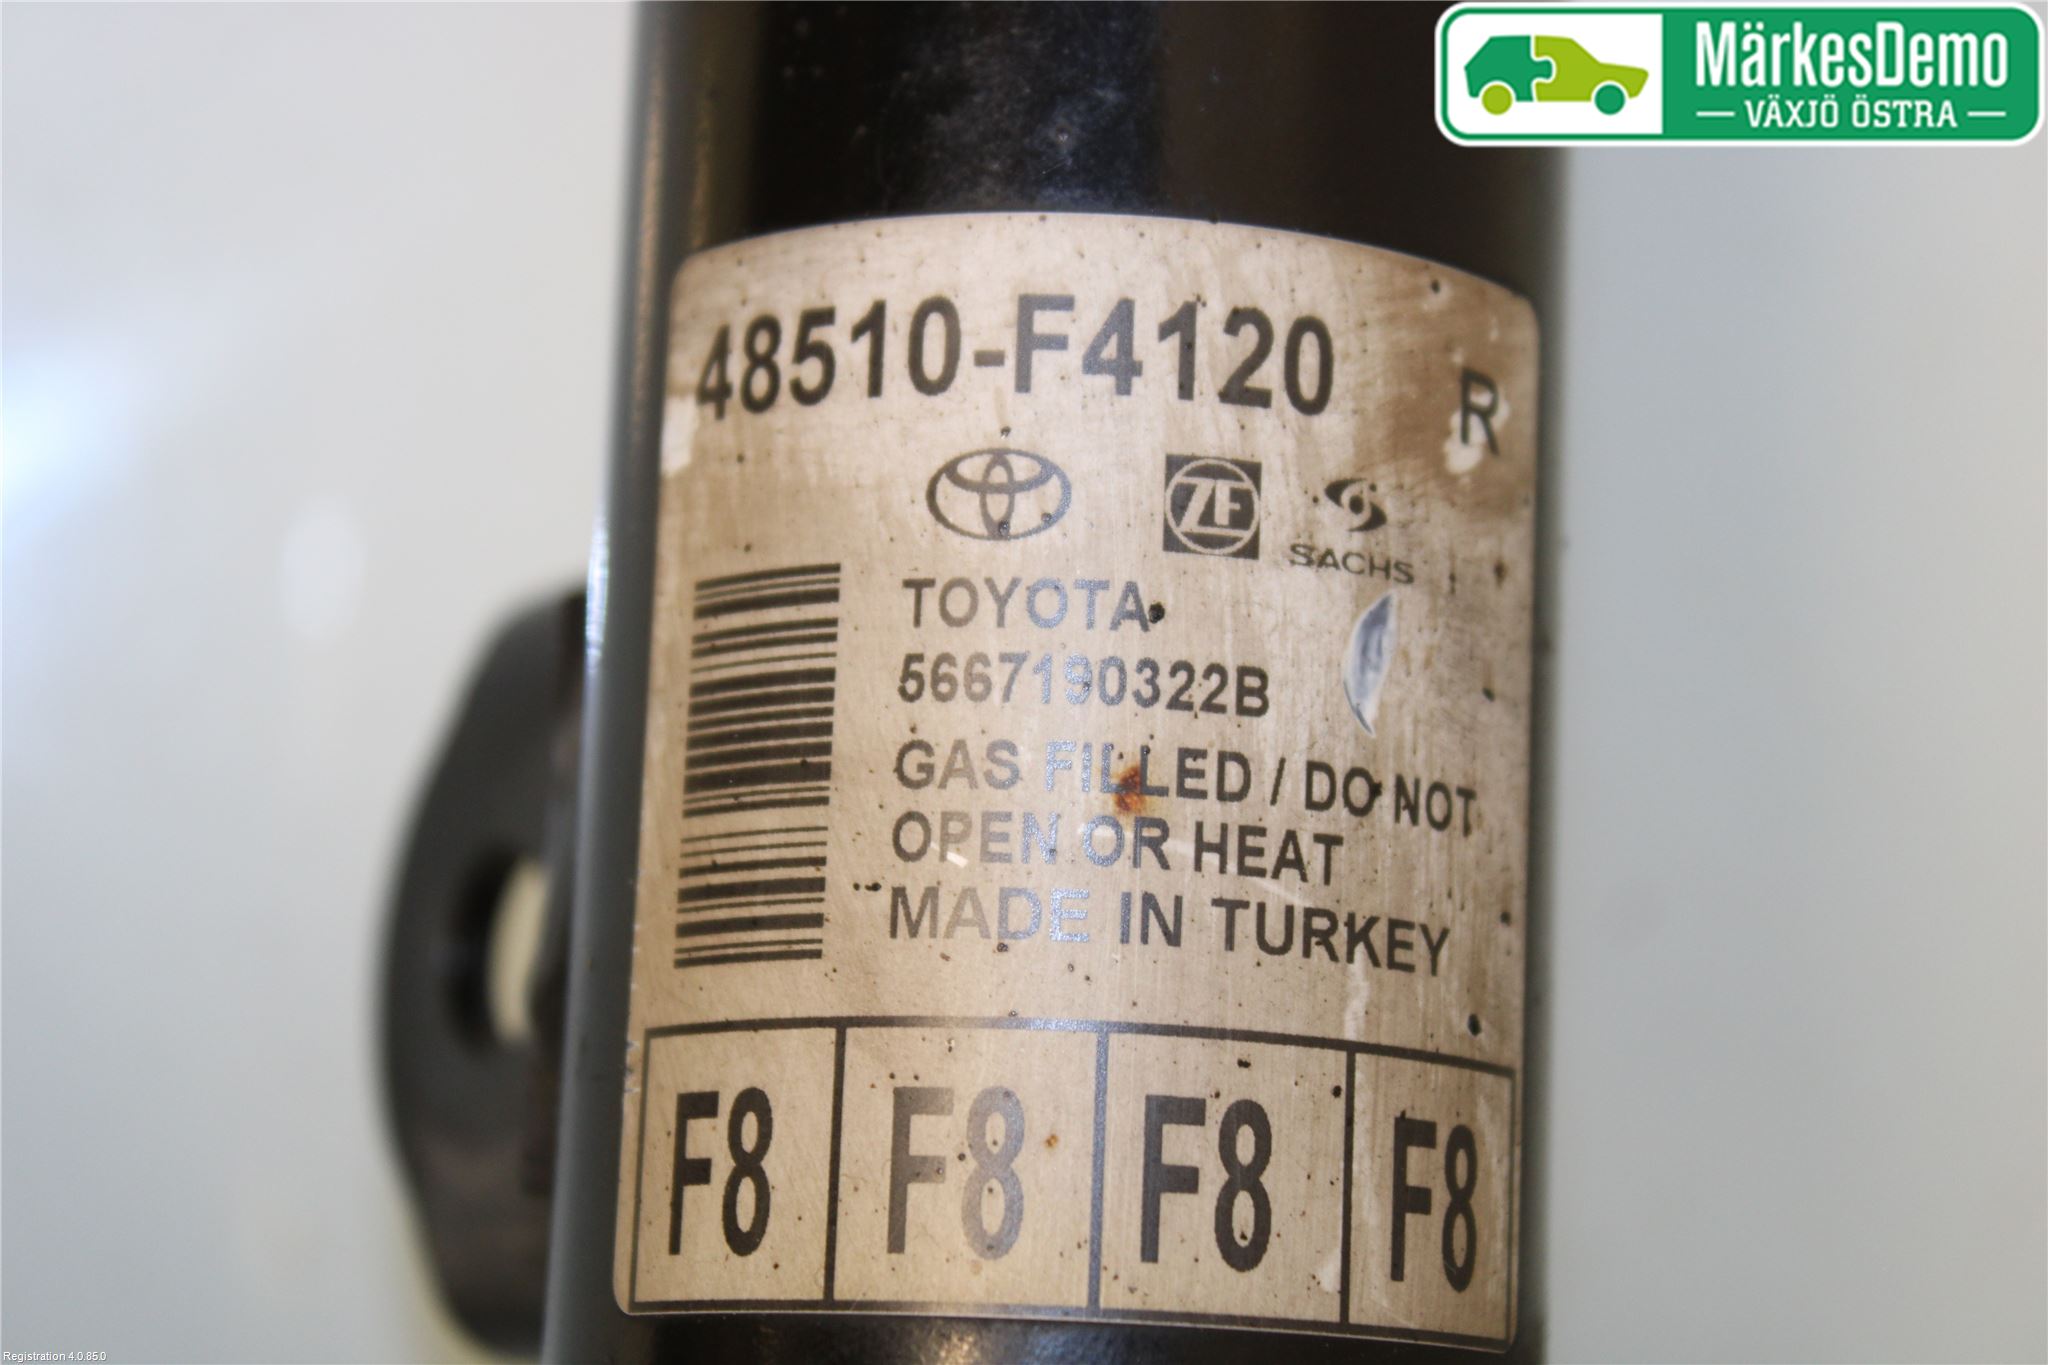 MärkesDemo
— VÄXJÖ ÖSTRA —
48510-F4120
R
ZF
SACHS
TOYOTA
5667190322B
GAS FILLED / DO NOT
OPEN OR HEAT
MADE IN TURKEY
F8 F8 F8 F8
Registration 4.0.85.0